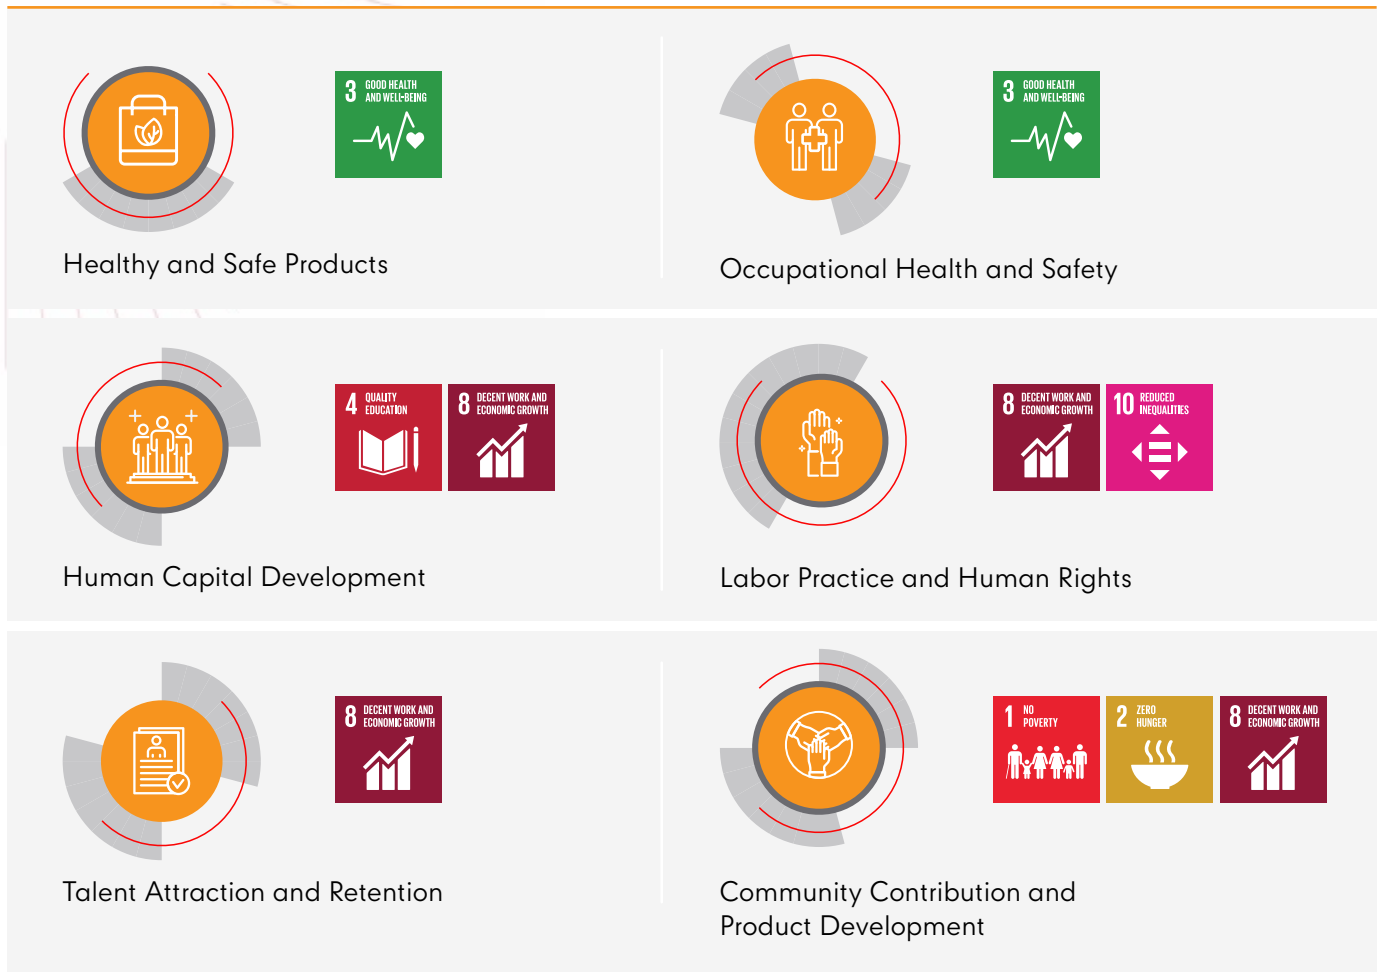 3 GOOD HEALTH
AND WELL-BEING
Healthy and Safe Products
3 GOOD HEALTH
AND WELL-BEING
Occupational Health and Safety
4 QUALITY
EDUCATION
8 DECENT WORK AND
ECONOMIC GROWTH
Human Capital Development
8 DECENT WORK AND
ECONOMIC GROWTH
10 REDUCED
INEQUALITIES
Labor Practice and Human Rights
8 DECENT WORK AND
ECONOMIC GROWTH
Talent Attraction and Retention
1 NO
POVERTY
2 ZERO
HUNGER
8 DECENT WORK AND
ECONOMIC GROWTH
Community Contribution and
Product Development